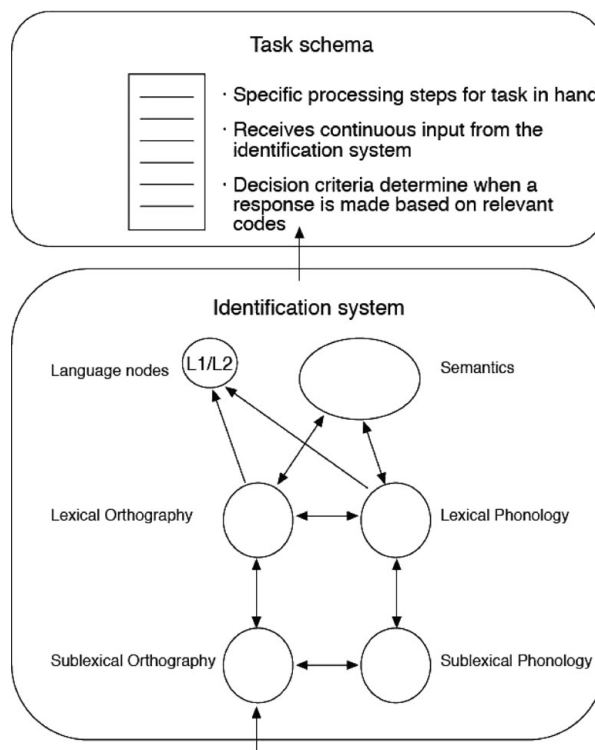 Task schema
· Specific processing steps for task in hand
· Receives continuous input from the
identification system
· Decision criteria determine when a
response is made based on relevant
codes
Identification system
Language nodes
L1/L2
Semantics
Lexical Orthography
Lexical Phonology
Sublexical Orthography
Sublexical Phonology